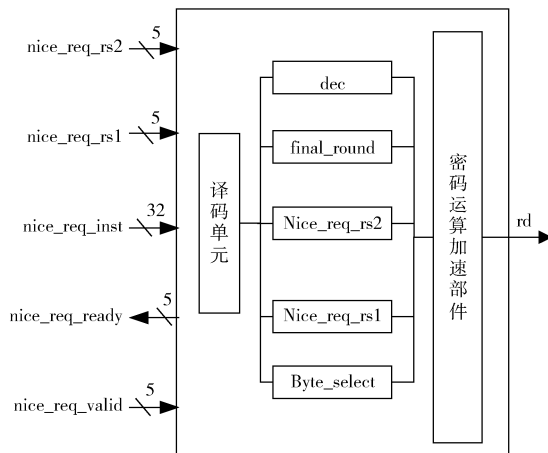 nice_req_rs2
5
nice_req_rs1
5
nice_req_inst
32
nice_req_ready
5
nice_req_valid
5
译码单元
dec
final_round
Nice_req_rs2
Nice_req_rs1
Byte_select
密码运算加速部件
rd